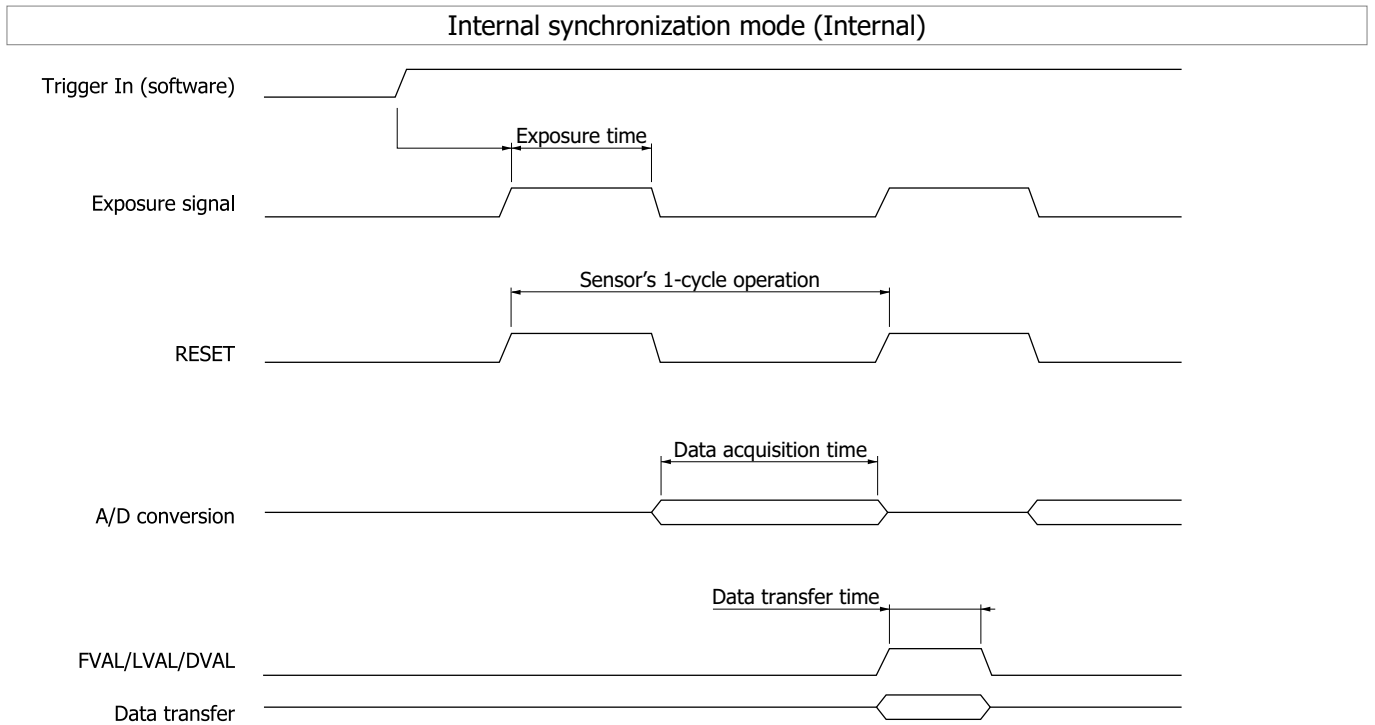 Internal synchronization mode (Internal)
Trigger In (software)
Exposure time
Exposure signal
Sensor’s 1-cycle operation
RESET
Data acquisition time
A/D conversion
Data transfer time
FVAL/LVAL/DVAL
Data transfer